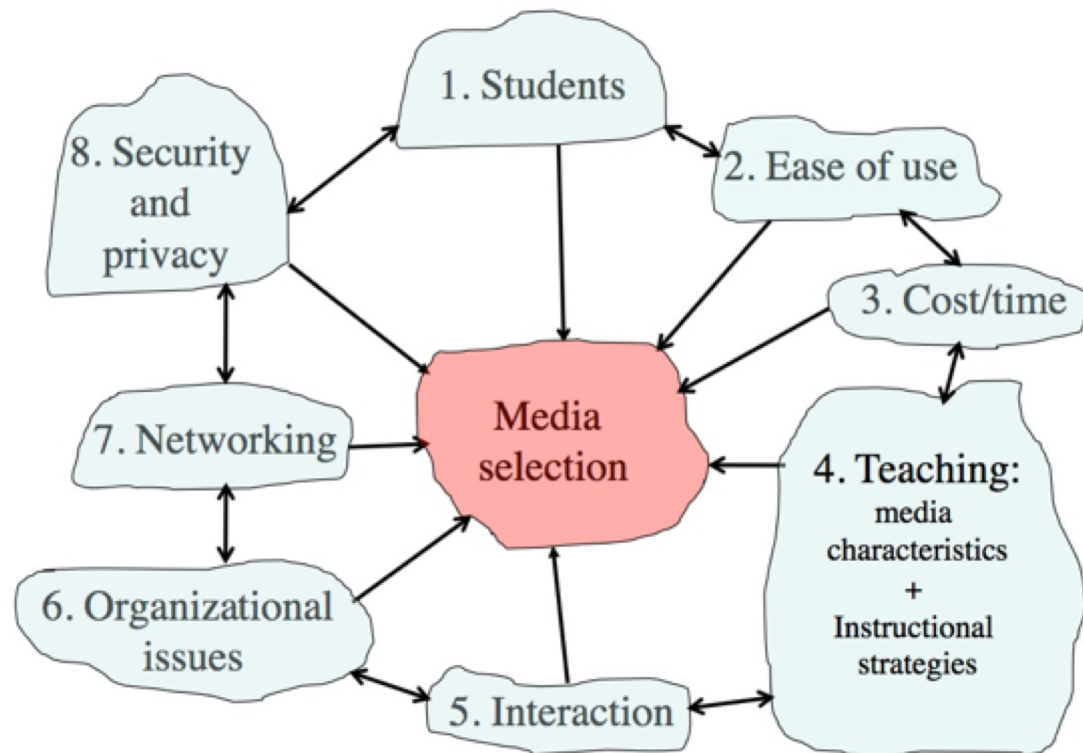 1. Students
2. Ease of use
3. Cost/time
4. Teaching:
media
characteristics
+
Instructional
strategies
5. Interaction
6. Organizational
issues
7. Networking
8. Security
and
privacy
Media
selection